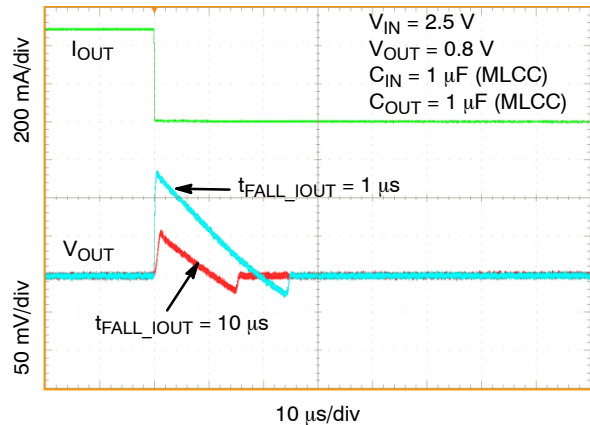 V_IN = 2.5 V
V_OUT = 0.8 V
C_IN = 1 μF (MLCC)
C_OUT = 1 μF (MLCC)
I_OUT
200 mA/div
t_FALL_IOUT = 1 μs
V_OUT
t_FALL_IOUT = 10 μs
50 mV/div
10 μs/div